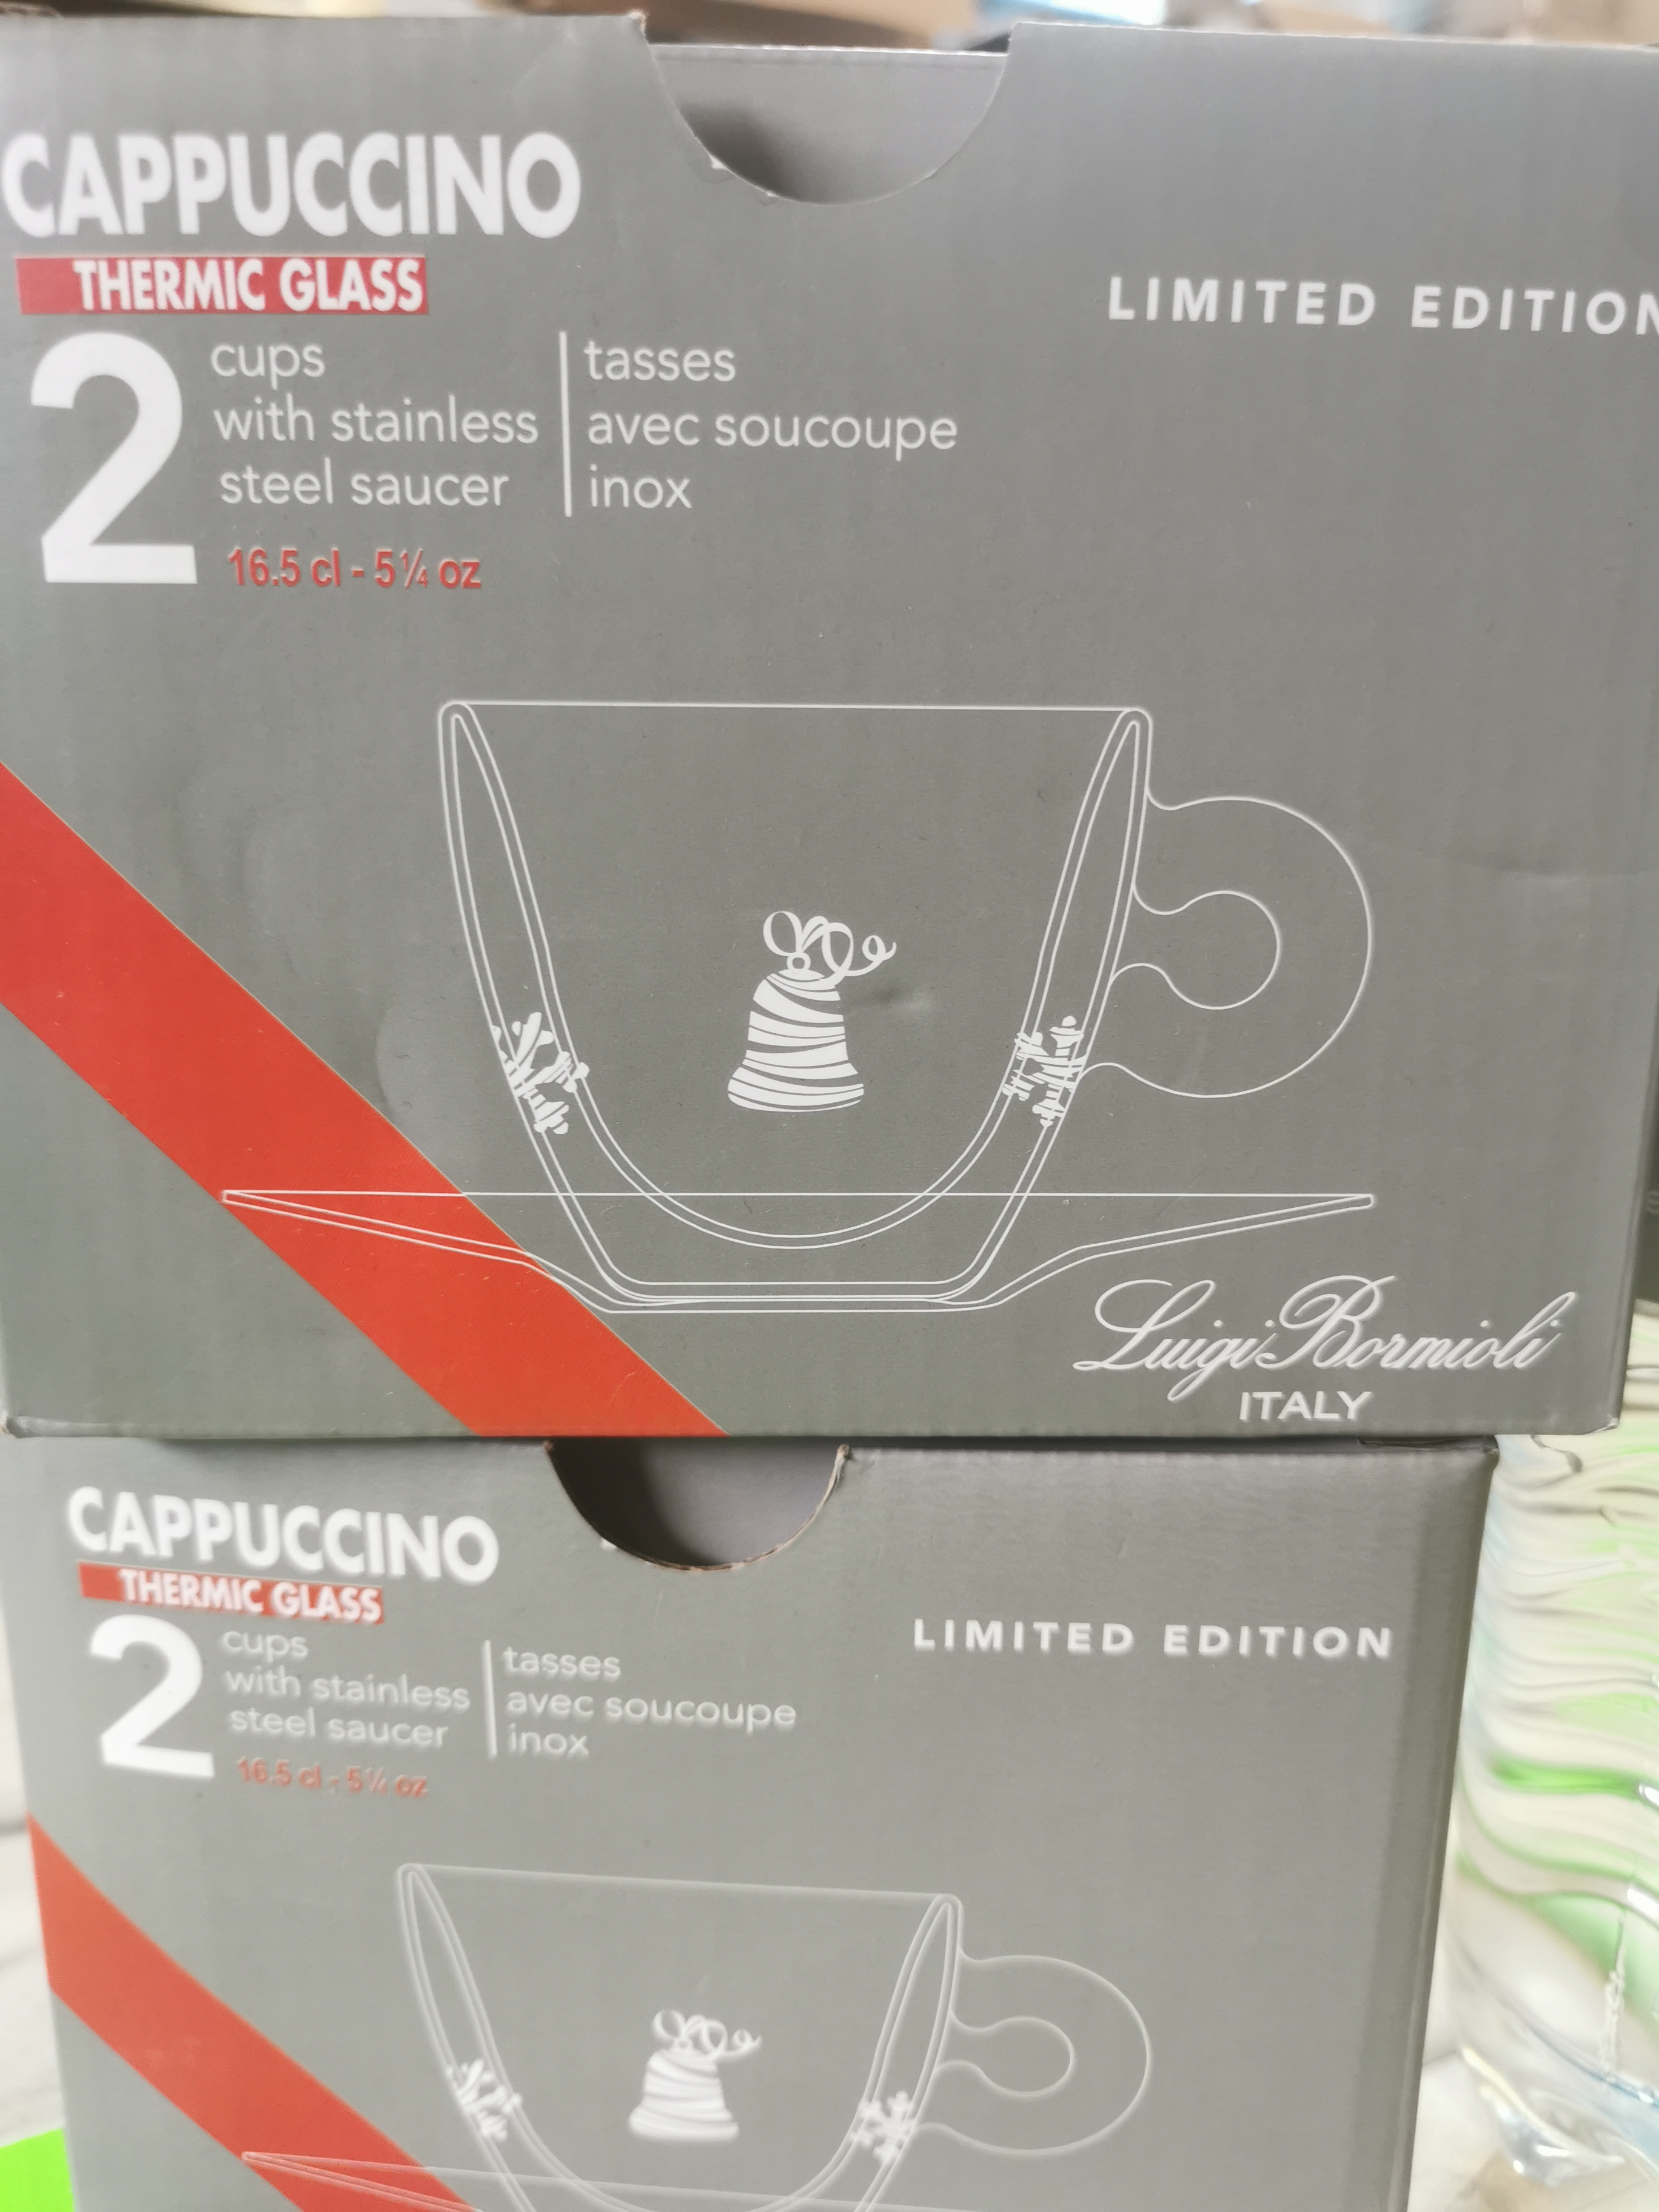 CAPPUCCINO
THERMIC GLASS
LIMITED EDITION
2
cups
with stainless
steel saucer
tasses
avec soucoupe
inox
16.5 cl - 5¼ oz
Luigi Bormioli
ITALY
CAPPUCCINO
THERMIC GLASS
LIMITED EDITION
2
cups
with stainless
steel saucer
tasses
avec soucoupe
inox
16.5 cl - 5¼ oz